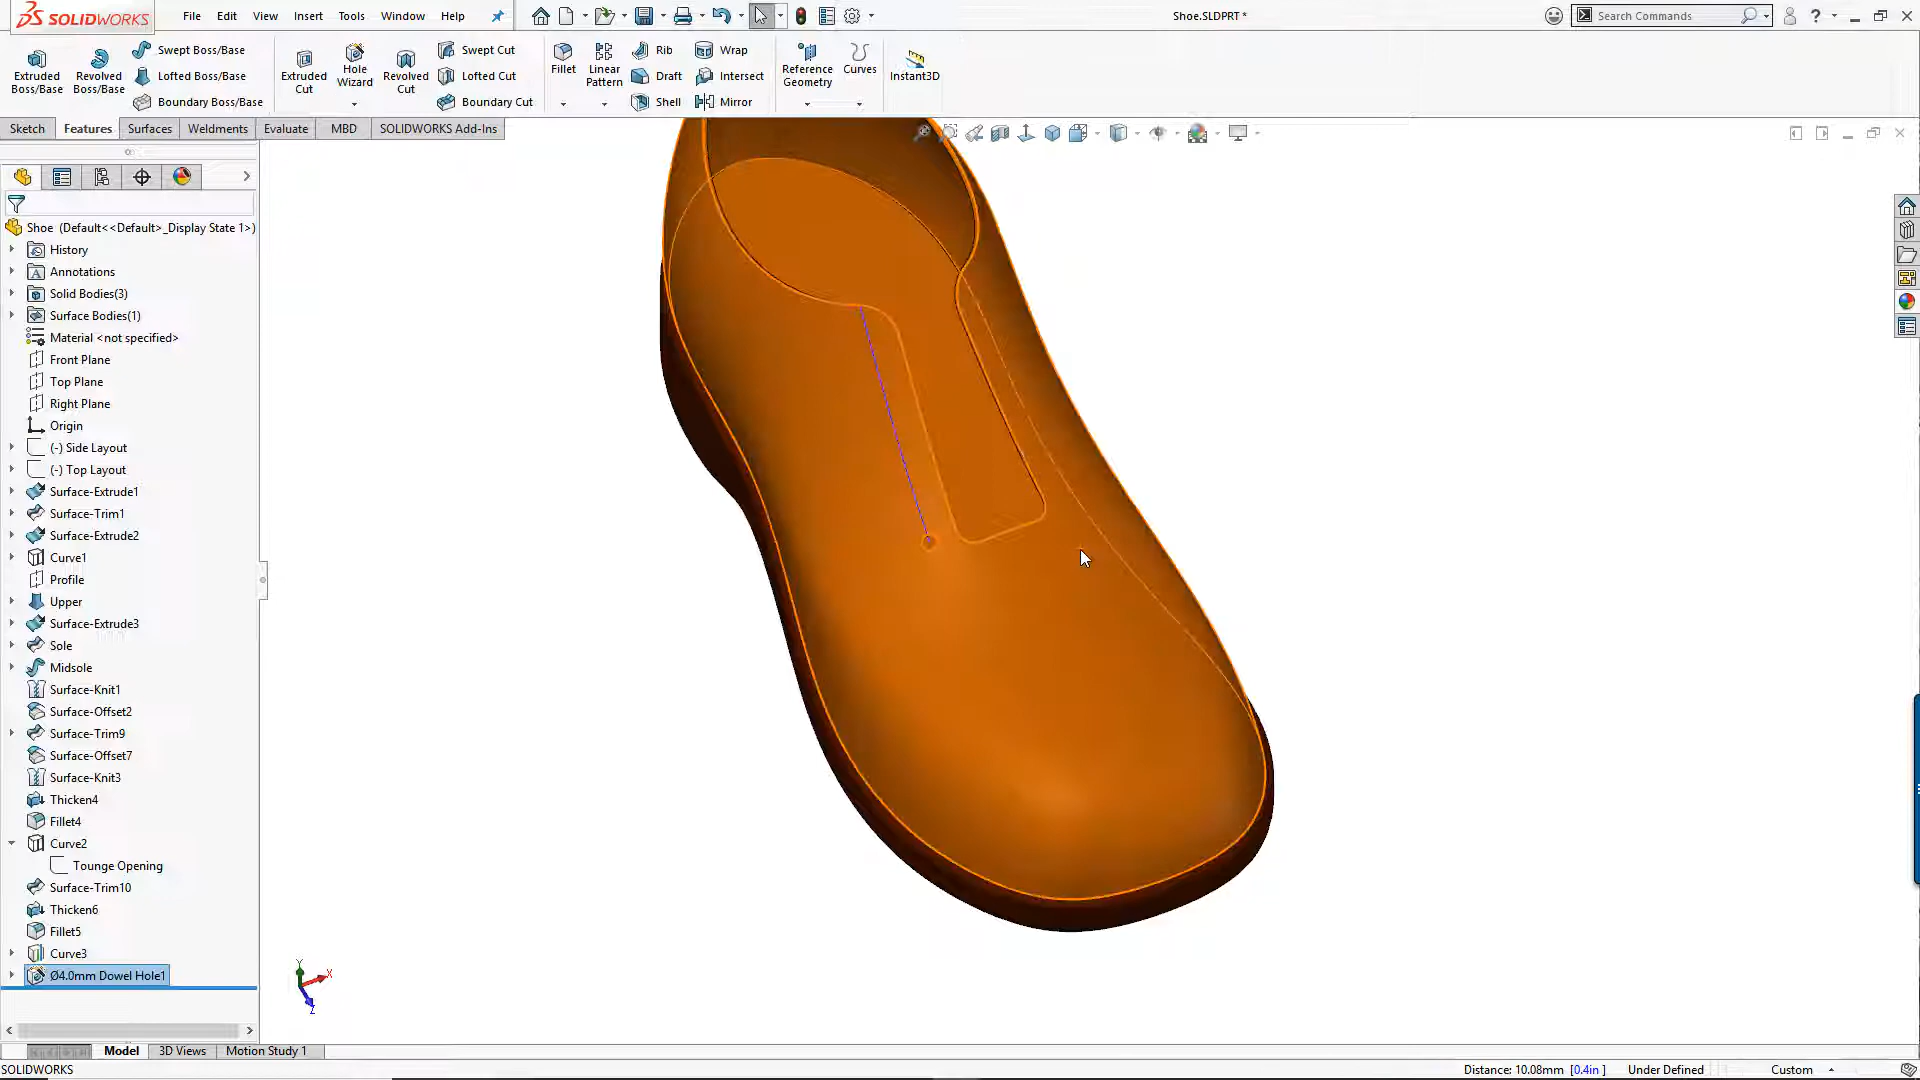 SOLIDWORKS File Edit View Insert Tools Window Help Shoe.SLDPRT * Search Commands ?
Extruded Boss/Base
Revolved Boss/Base
Swept Boss/Base
Lofted Boss/Base
Boundary Boss/Base
Extruded Cut
Hole Wizard
Revolved Cut
Swept Cut
Lofted Cut
Boundary Cut
Fillet
Linear Pattern
Rib
Draft
Shell
Wrap
Intersect
Mirror
Reference Geometry
Curves
Instant3D
Sketch Features Surfaces Weldments Evaluate MBD SOLIDWORKS Add-Ins
Shoe (Default<<Default>_Display State 1>)
History
Annotations
Solid Bodies(3)
Surface Bodies(1)
Material <not specified>
Front Plane
Top Plane
Right Plane
Origin
(-) Side Layout
(-) Top Layout
Surface-Extrude1
Surface-Trim1
Surface-Extrude2
Curve1
Profile
Upper
Surface-Extrude3
Sole
Midsole
Surface-Knit1
Surface-Offset2
Surface-Trim9
Surface-Offset7
Surface-Knit3
Thicken4
Fillet4
Curve2
Tounge Opening
Surface-Trim10
Thicken6
Fillet5
Curve3
Ø4.0mm Dowel Hole1
Y
X
Z
Model 3D Views Motion Study 1
SOLIDWORKS Distance: 10.08mm [0.4in ] Under Defined Custom